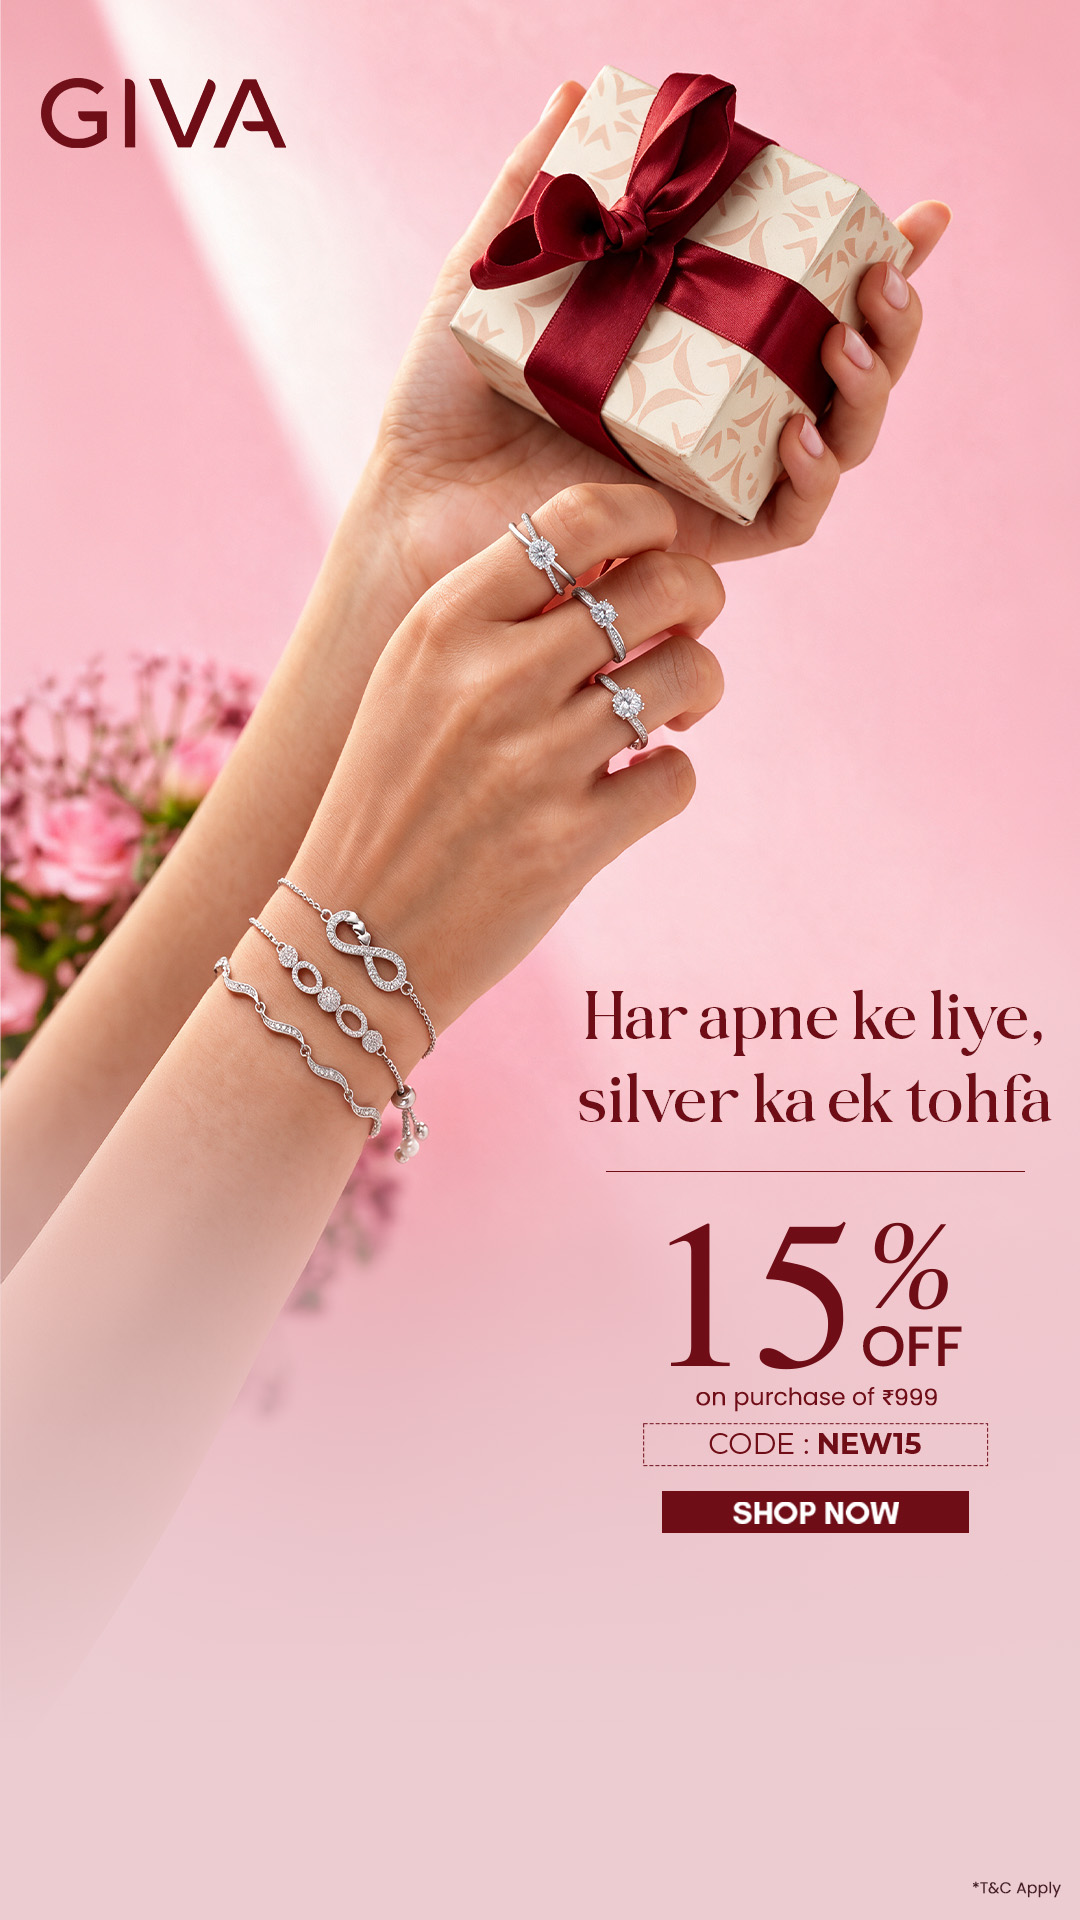 GIVA
Har apne ke liye,
silver ka ek tohfa
15%
OFF
on purchase of ₹999
CODE : NEW15
SHOP NOW
*T&C Apply